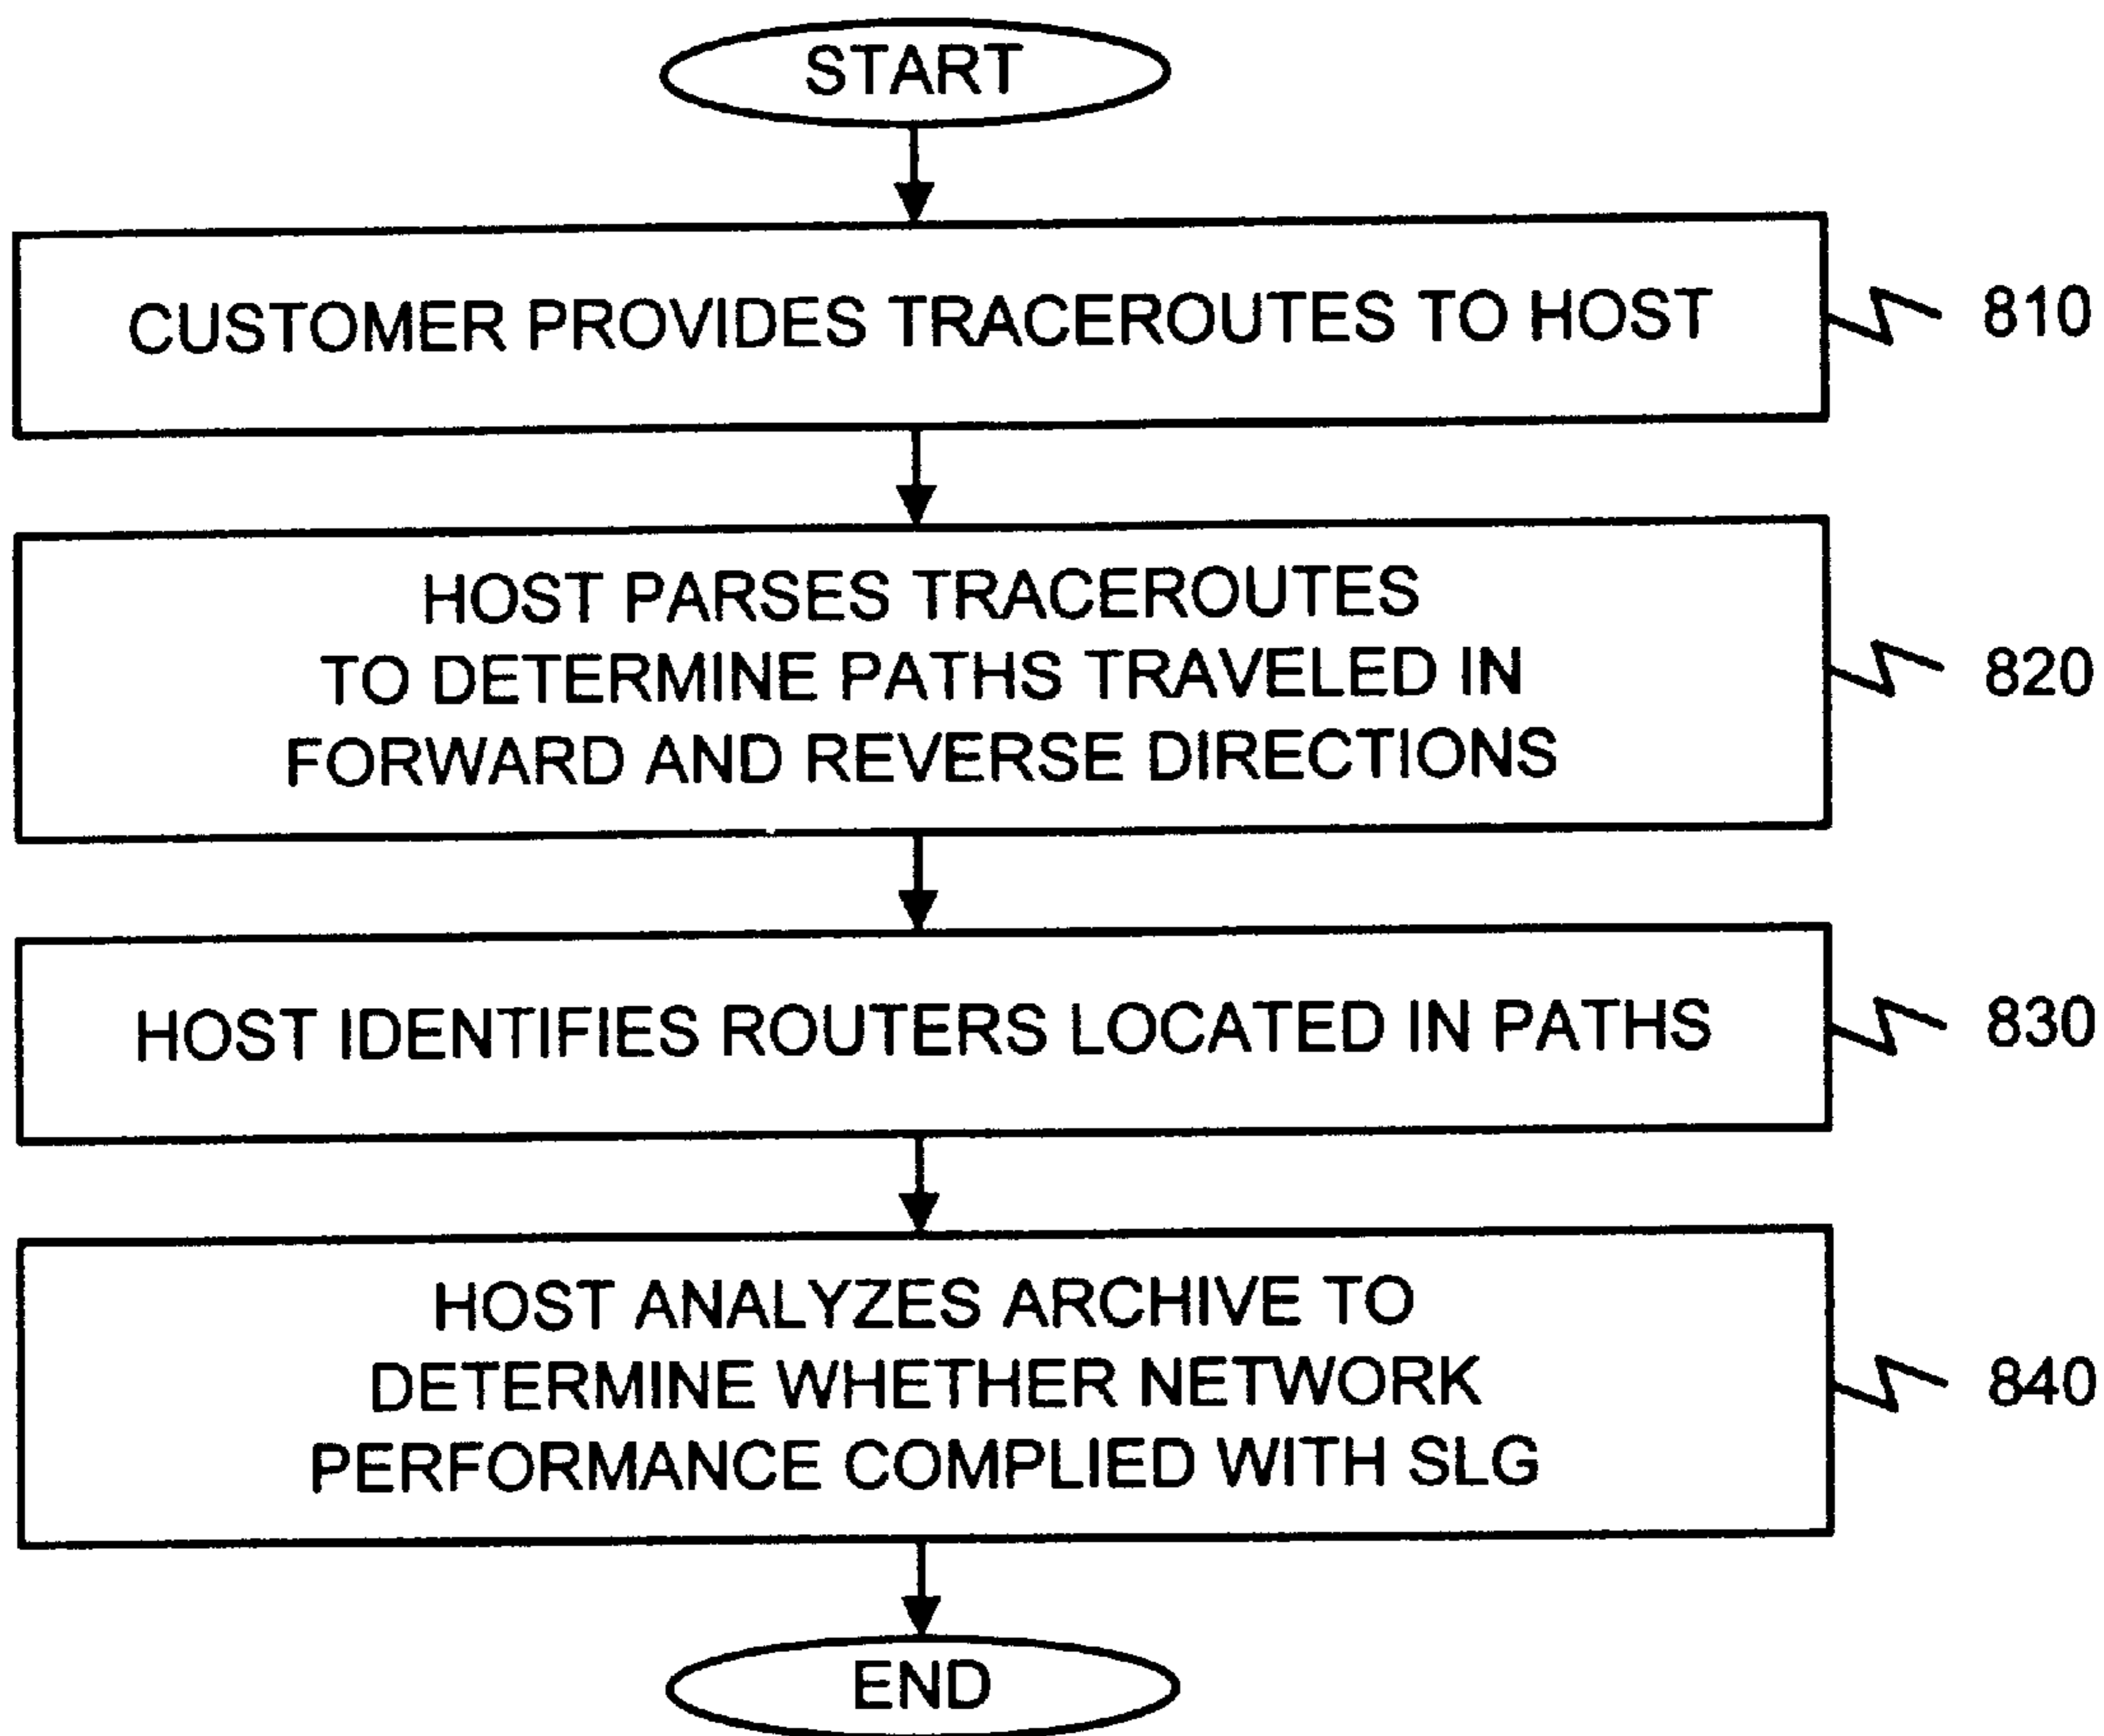 START
CUSTOMER PROVIDES TRACEROUTES TO HOST
810
HOST PARSES TRACEROUTES
TO DETERMINE PATHS TRAVELED IN
FORWARD AND REVERSE DIRECTIONS
820
HOST IDENTIFIES ROUTERS LOCATED IN PATHS
830
HOST ANALYZES ARCHIVE TO
DETERMINE WHETHER NETWORK
PERFORMANCE COMPLIED WITH SLG
840
END